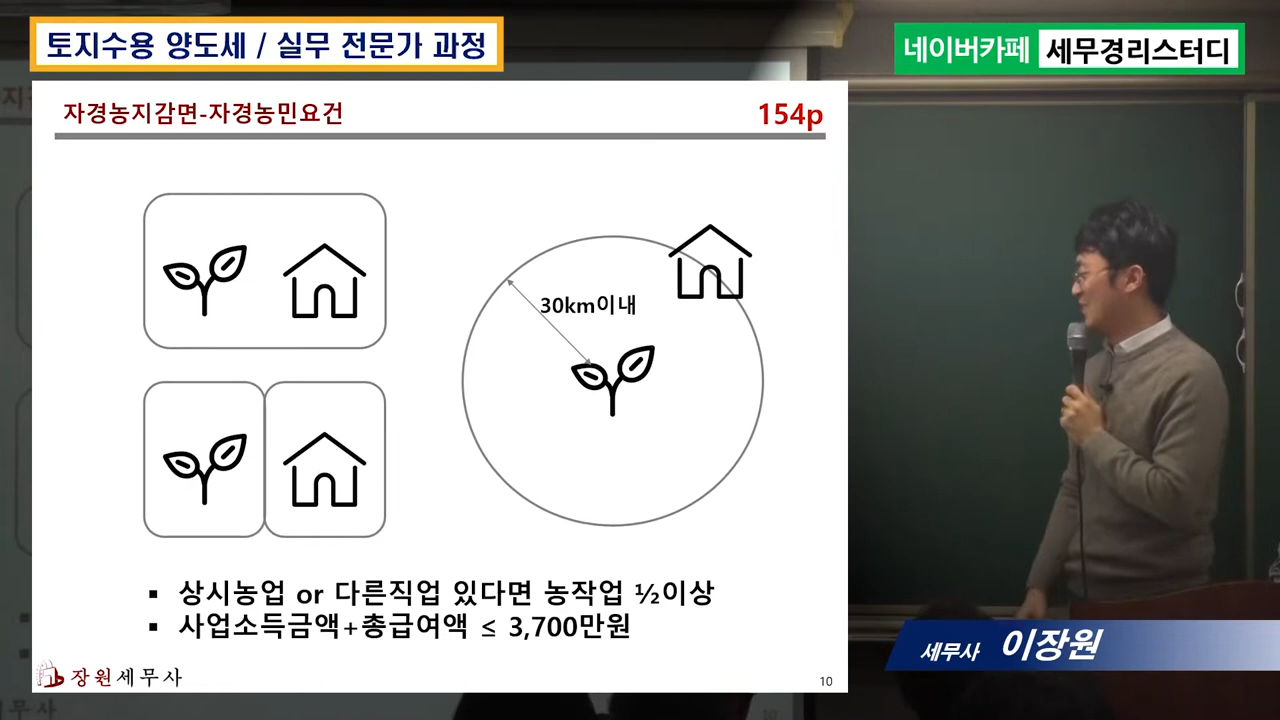 토지수용 양도세 / 실무 전문가 과정
네이버카페 세무경리스터디
자경농지감면-자경농민요건
154p
30km이내
▪ 상시농업 or 다른직업 있다면 농작업 ½이상
▪ 사업소득금액+총급여액 ≤ 3,700만원
장원세무사
10
세무사 이장원